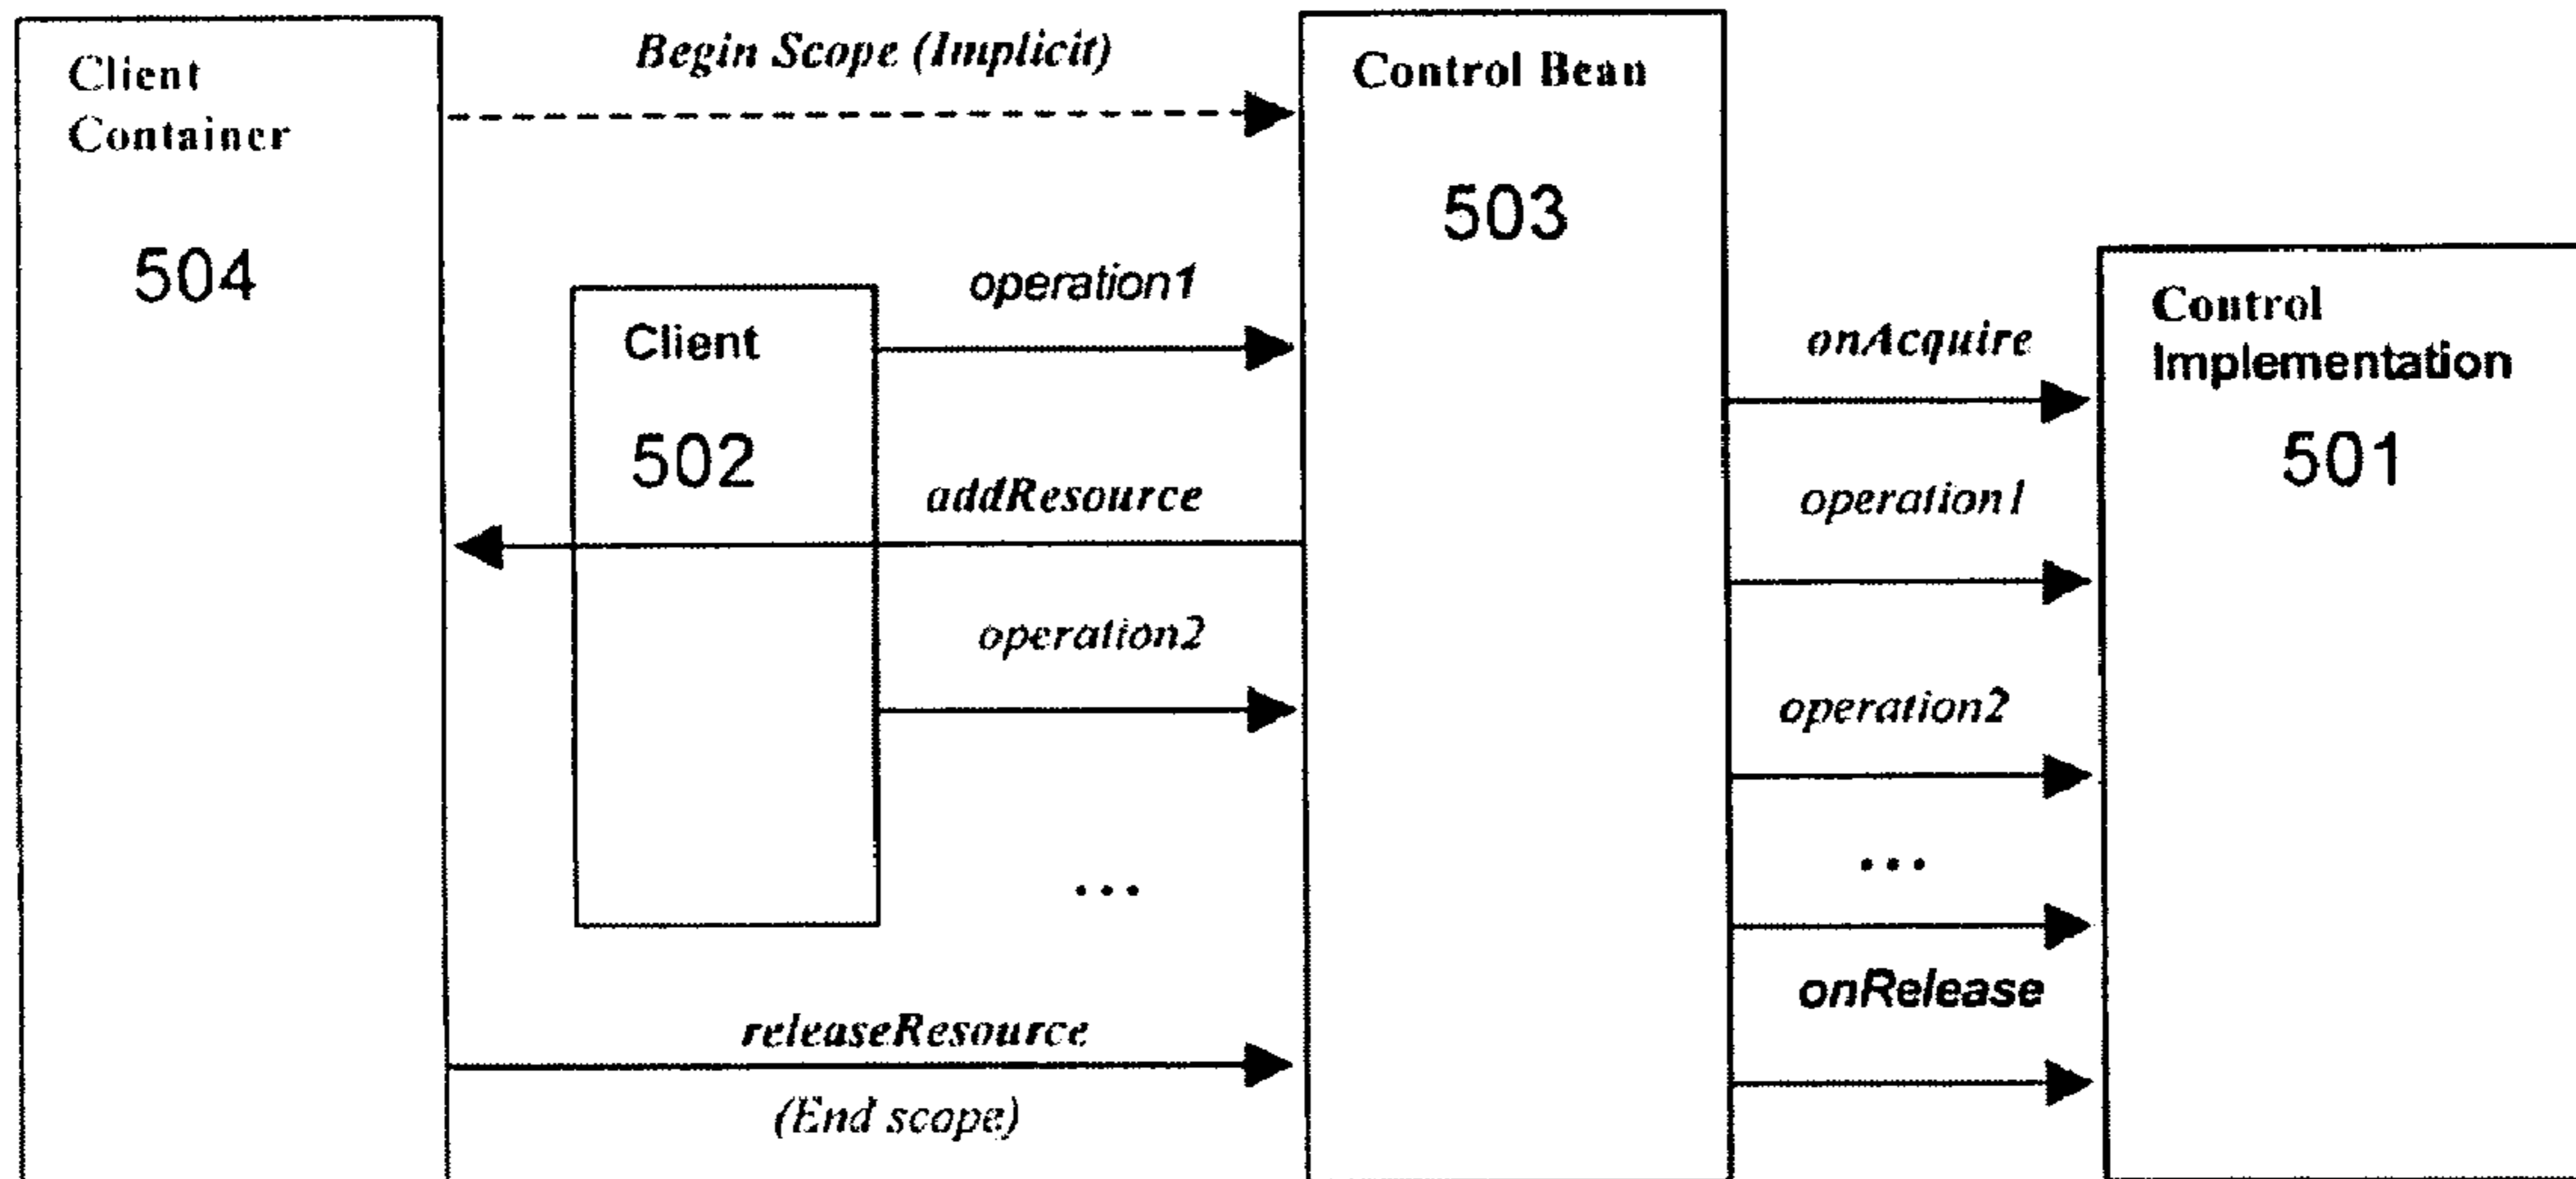 Client
Container
504
Begin Scope (Implicit)
Control Bean
503
operation1
Client
502
addResource
operation2
...
releaseResource
(End scope)
onAcquire
operation1
operation2
...
onRelease
Control
Implementation
501